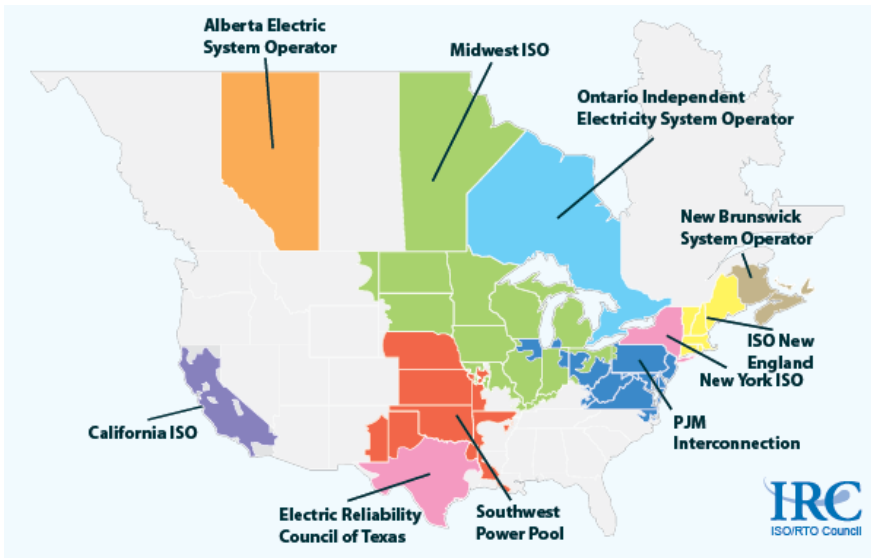 Alberta Electric
System Operator
Midwest ISO
Ontario Independent
Electricity System Operator
New Brunswick
System Operator
ISO New
England
New York ISO
PJM
Interconnection
California ISO
Electric Reliability
Council of Texas
Southwest
Power Pool
IRC
ISO/RTO Council